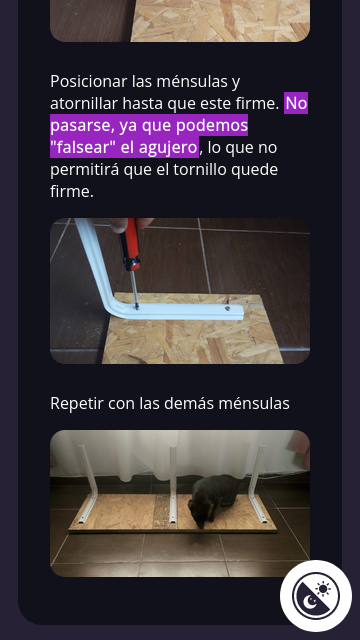 Posicionar las ménsulas y
atornillar hasta que este firme. No
pasarse, ya que podemos
"falsear" el agujero, lo que no
permitirá que el tornillo quede
firme.
Repetir con las demás ménsulas